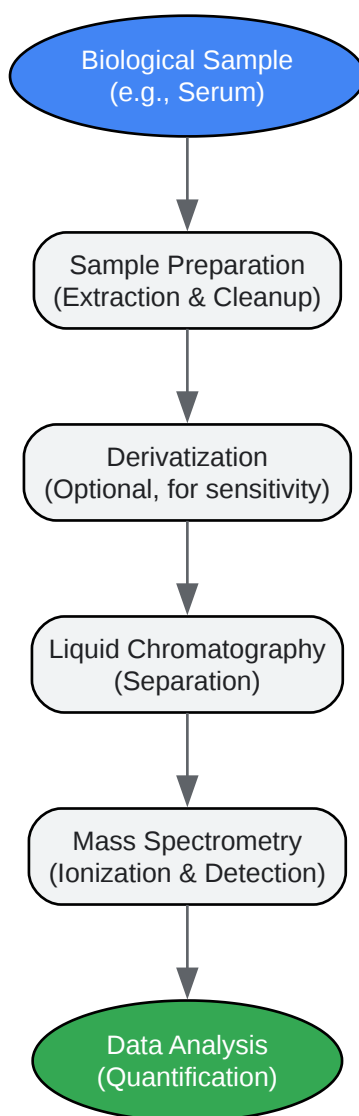 Biological Sample
(e.g., Serum)
Sample Preparation
(Extraction & Cleanup)
Derivatization
(Optional, for sensitivity)
Liquid Chromatography
(Separation)
Mass Spectrometry
(Ionization & Detection)
Data Analysis
(Quantification)